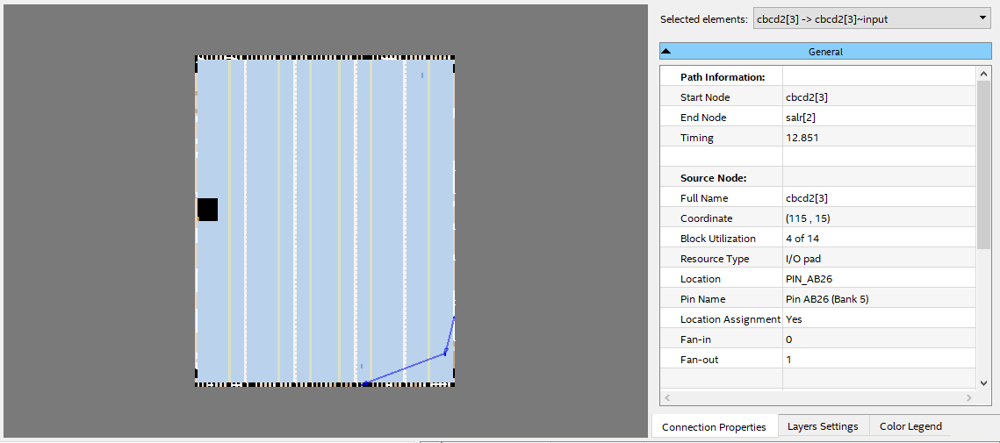 Selected elements: cbcd2[3] -> cbcd2[3]~input
General
Path Information:
Start Node cbcd2[3]
End Node salr[2]
Timing 12.851
Source Node:
Full Name cbcd2[3]
Coordinate (115 , 15)
Block Utilization 4 of 14
Resource Type I/O pad
Location PIN_AB26
Pin Name Pin AB26 (Bank 5)
Location Assignment Yes
Fan-in 0
Fan-out 1
Connection Properties Layers Settings Color Legend